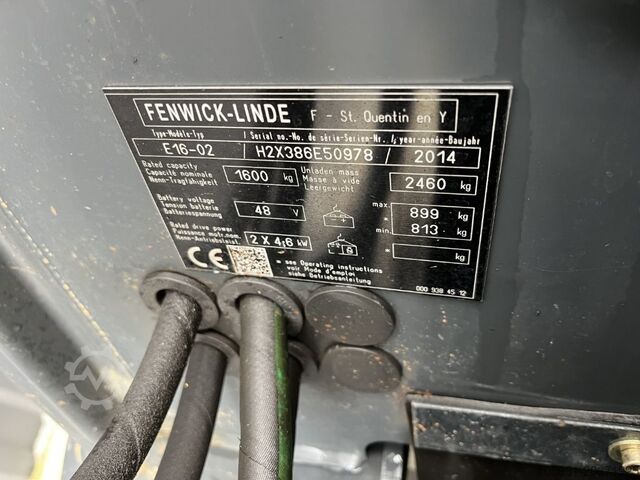 FENWICK-LINDE F - St. Quentin en Y
Type-Modèle-Typ / Serial no.-No. de série-Serien-Nr. / year-année-Baujahr
E16-02 / H2X386E50978 / 2014
Rated capacity
Capacité nominale
Nenn-Tragfähigkeit
1600 kg
Unladen mass
Masse à vide
Leergewicht
2460 kg
Battery voltage
Tension batterie
Batteriespannung
48 V
max. 899 kg
*
min. 813 kg
Rated drive power
Puissance motr.nom.
Nenn-Antriebsleist.
2 X 4,6 kW
* kg
* kg
CE
- see Operating instructions
voir Mode d'emploi
siehe Betriebsanleitung
000 938 45 12